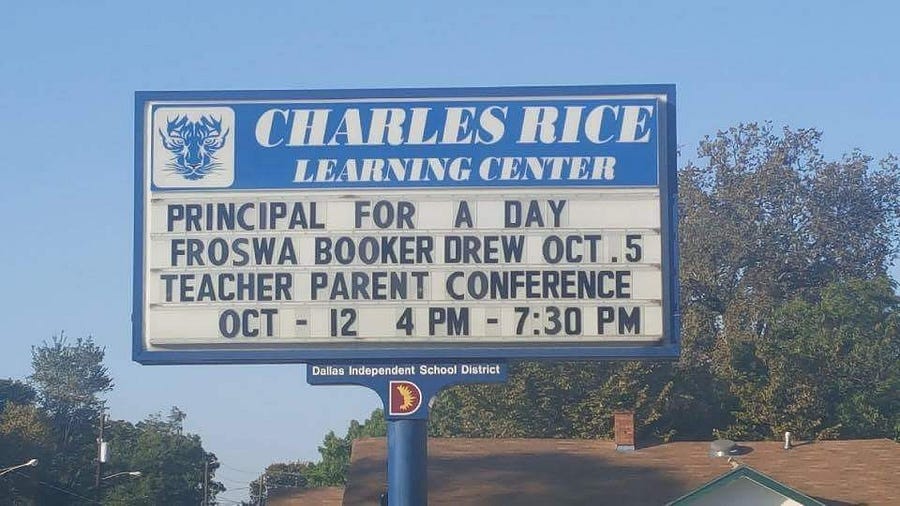 CHARLES RICE
LEARNING CENTER
PRINCIPAL FOR A DAY
FROSWA BOOKER DREW OCT.5
TEACHER PARENT CONFERENCE
OCT - 12 4 PM - 7:30 PM
Dallas Independent School District
D